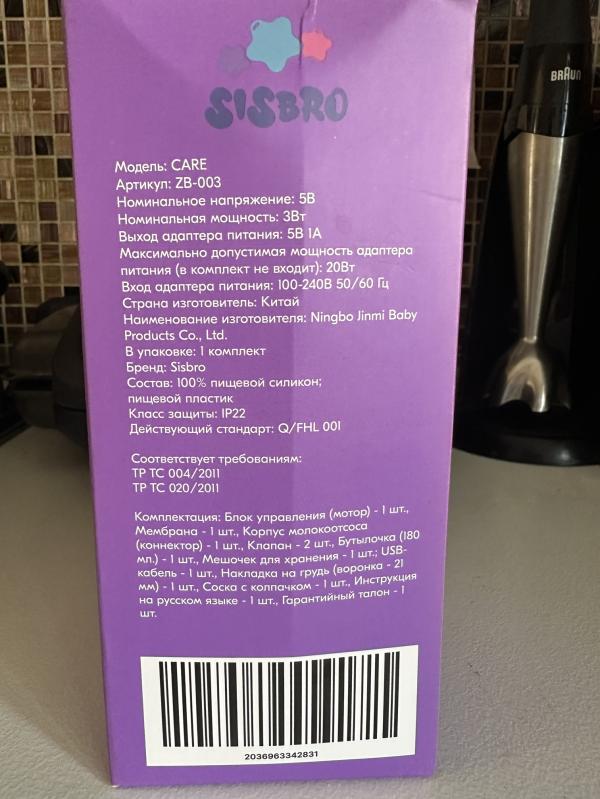 SISBRO
BRAUN
Модель: CARE
Артикул: ZB-003
Номинальное напряжение: 5В
Номинальная мощность: 3Вт
Выход адаптера питания: 5В 1А
Максимально допустимая мощность адаптера
питания (в комплект не входит): 20Вт
Вход адаптера питания: 100-240В 50/60 Гц
Страна изготовитель: Китай
Наименование изготовителя: Ningbo Jinmi Baby
Products Co., Ltd.
В упаковке: 1 комплект
Бренд: Sisbro
Состав: 100% пищевой силикон;
пищевой пластик
Класс защиты: IP22
Действующий стандарт: Q/FHL 001
Соответствует требованиям:
ТР ТС 004/2011
ТР ТС 020/2011
Комплектация: Блок управления (мотор) - 1 шт.,
Мембрана - 1 шт., Корпус молокоотсоса
(коннектор) - 1 шт., Клапан - 2 шт., Бутылочка (180
мл.) - 1 шт., Мешочек для хранения - 1 шт.; USB-
кабель - 1 шт., Накладка на грудь (воронка - 21
мм) - 1 шт., Соска с колпачком - 1 шт., Инструкция
на русском языке - 1 шт., Гарантийный талон - 1
шт.
2036963342831